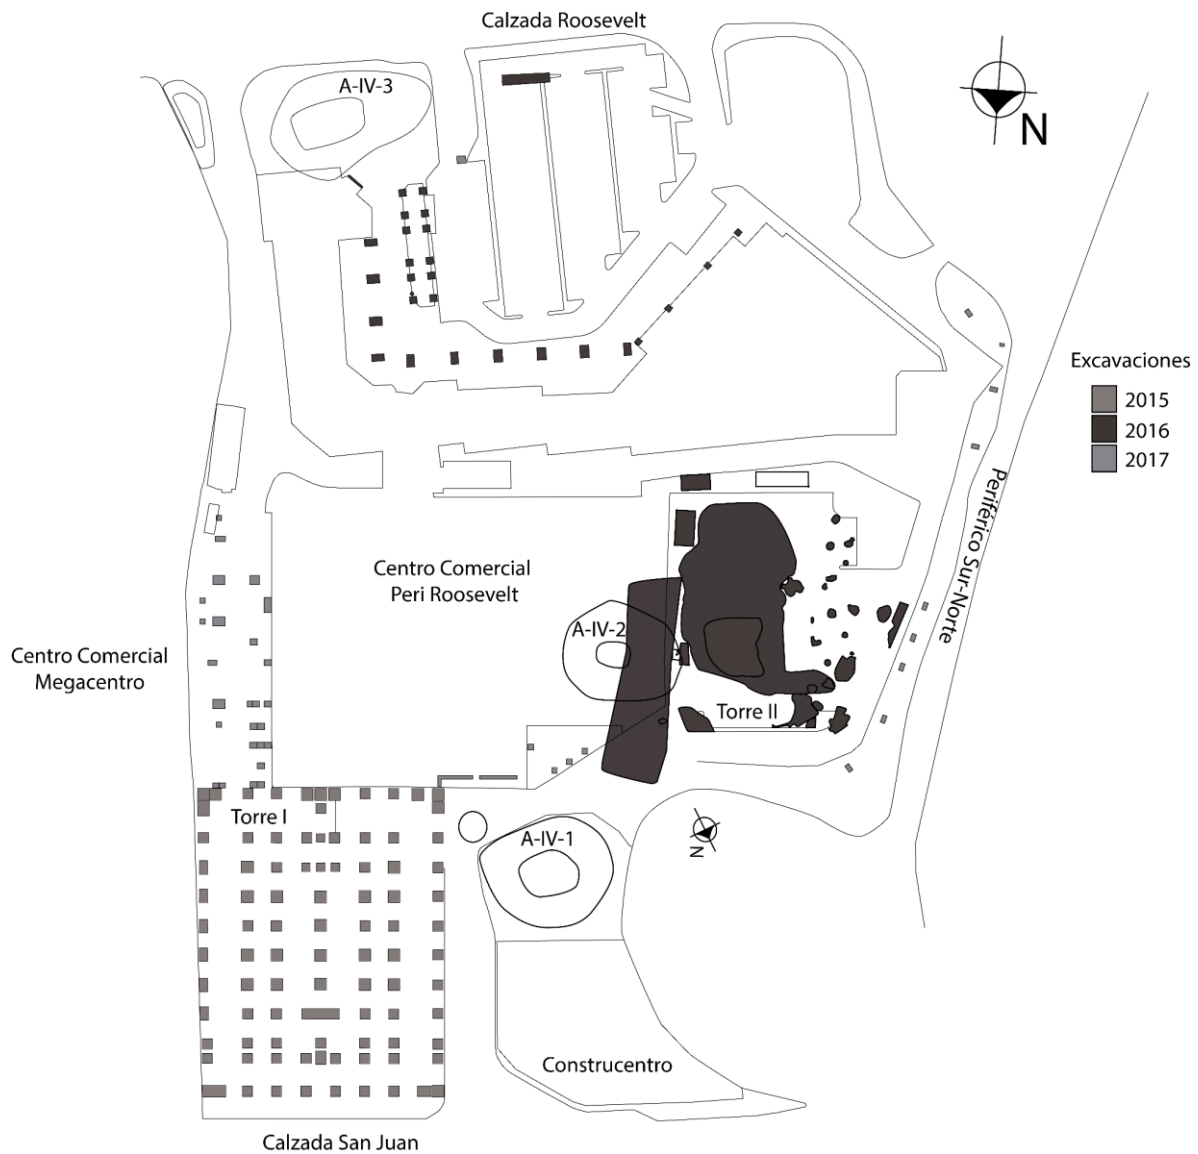 Calzada Roosevelt
A-IV-3
N
Excavaciones
2015
2016
2017
Periférico Sur-Norte
Centro Comercial
Peri Roosevelt
A-IV-2
Centro Comercial
Megacentro
Torre II
Torre I
A-IV-1
N
Construcentro
Calzada San Juan